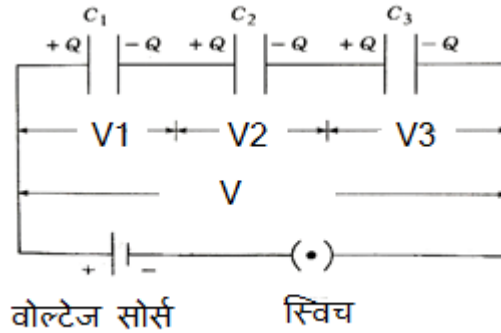 C₁ C₂ C₃
+ Q − Q + Q − Q + Q − Q
V1 V2 V3
V
+ −
वोल्टेज सोर्स स्विच